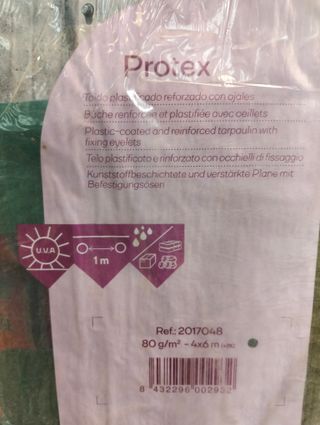 Protex
Toldo plastificado reforzado con ojales
Bâche renforcée et plastifiée avec oeillets
Plastic-coated and reinforced tarpaulin with
fixing eyelets
Telo plastificato e rinforzato con occhielli di fissaggio
Kunststoffbeschichtete und verstärkte Plane mit
Befestigungsösen
U.V.A
1 m
Ref.: 2017048
80 g/m² - 4x6 m
8 432296 002932